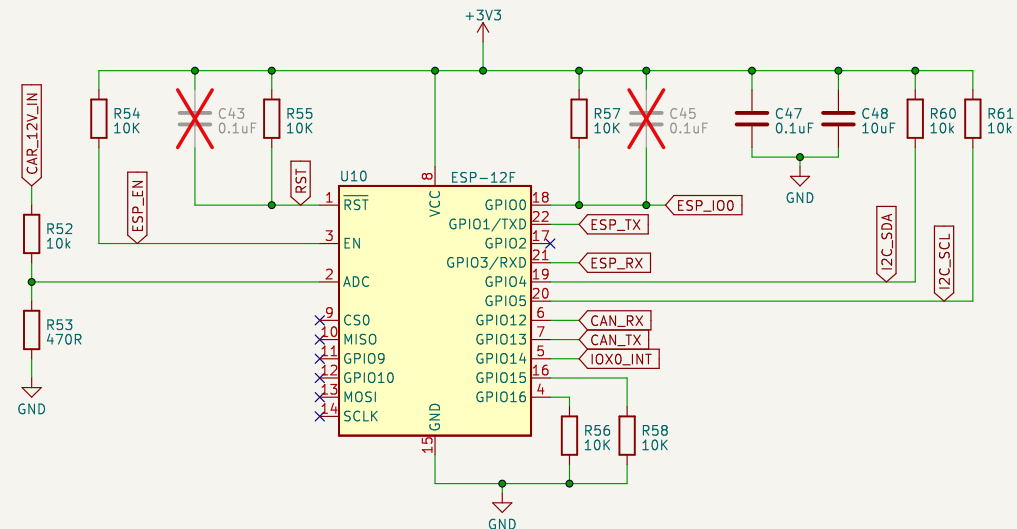 +3V3
CAR_12V_IN
R54
10K
C43
0.1uF
R55
10K
R57
10K
C45
0.1uF
C47
0.1uF
C48
10uF
R60
10k
R61
10k
GND
ESP_EN
RST
U10
ESP-12F
8
VCC
1
RST
3
EN
2
ADC
9
CS0
10
MISO
11
GPIO9
12
GPIO10
13
MOSI
14
SCLK
GPIO0
18
ESP_IO0
GPIO1/TXD
22
ESP_TX
GPIO2
17
GPIO3/RXD
21
ESP_RX
GPIO4
19
GPIO5
20
GPIO12
6
CAN_RX
GPIO13
7
CAN_TX
GPIO14
5
IOX0_INT
GPIO15
16
GPIO16
4
GND
15
I2C_SDA
I2C_SCL
R52
10k
R53
470R
GND
R56
10K
R58
10K
GND